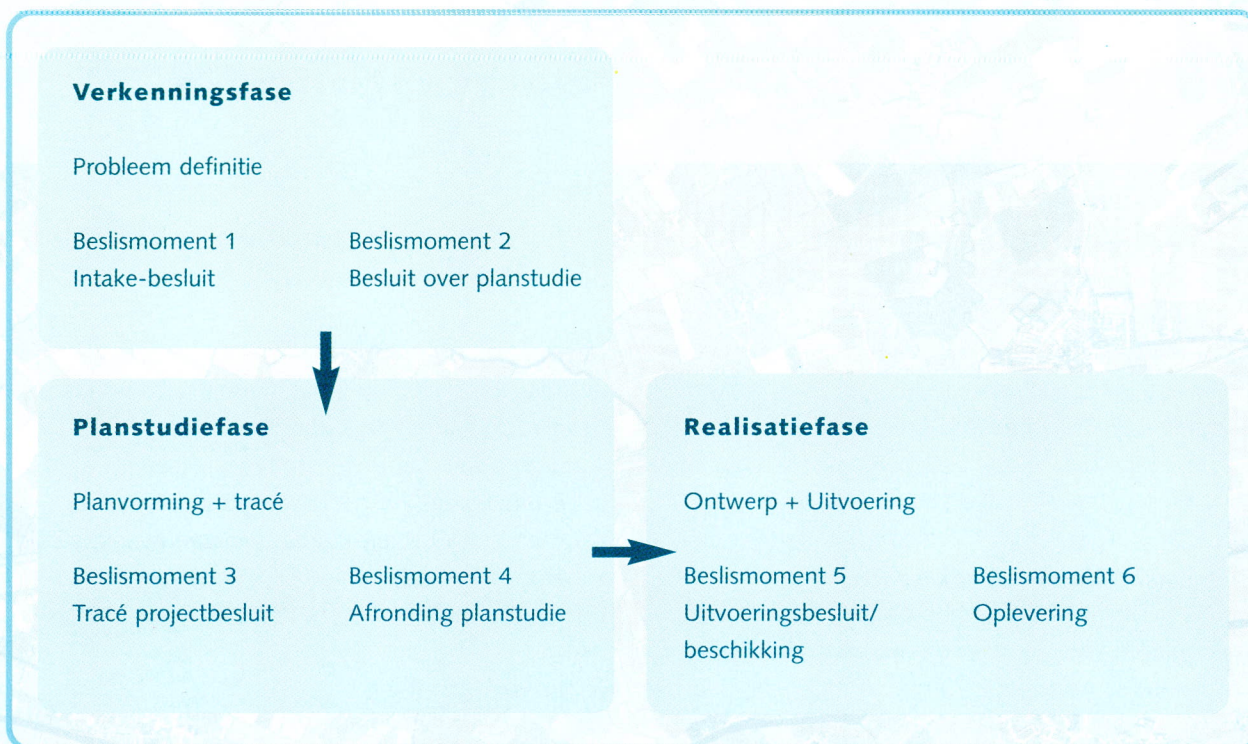 Verkenningsfase
Probleem definitie
Beslismoment 1
Intake-besluit
Beslismoment 2
Besluit over planstudie
Planstudiefase
Planvorming + tracé
Beslismoment 3
Tracé projectbesluit
Beslismoment 4
Afronding planstudie
Realisatiefase
Ontwerp + Uitvoering
Beslismoment 5
Uitvoeringsbesluit/
beschikking
Beslismoment 6
Oplevering